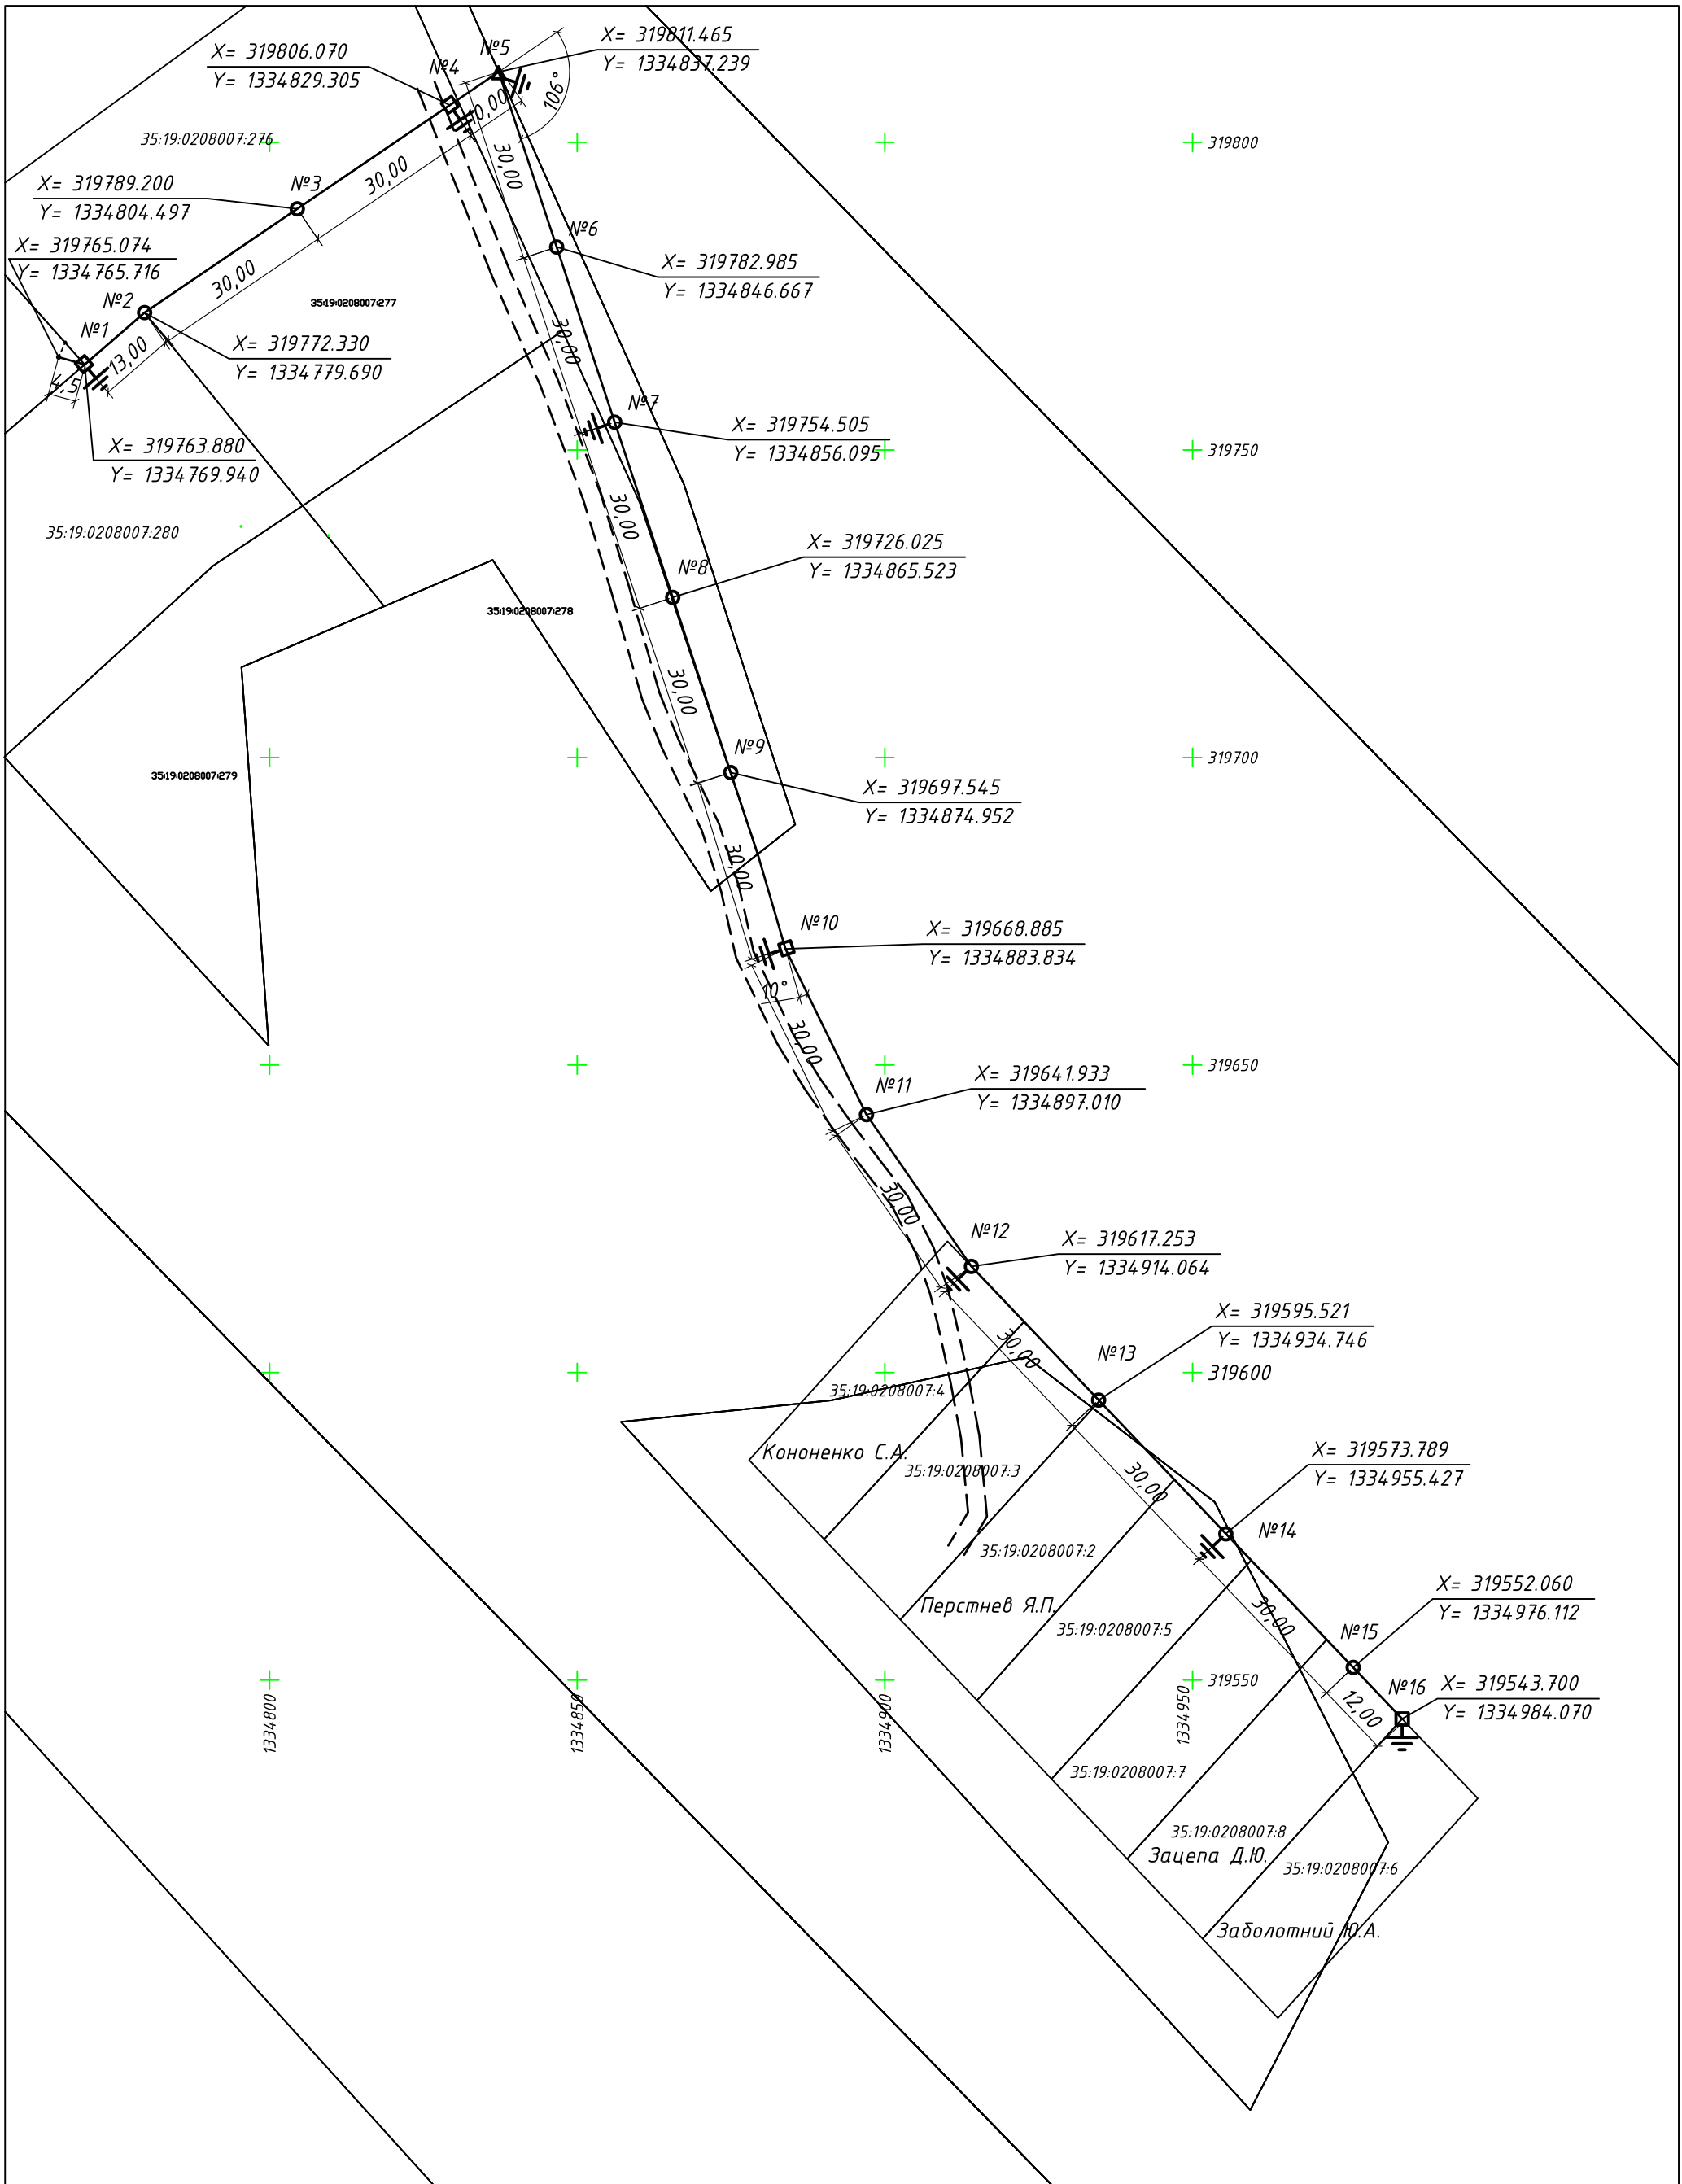 X= 319806.070
Y= 1334829.305
№4
№5
X= 319811.465
Y= 1334837.239
106°
10,00
30,00
35:19:0208007:276
319800
X= 319789.200
Y= 1334804.497
№3
30,00
X= 319765.074
Y= 1334765.716
30,00
№6
X= 319782.985
Y= 1334846.667
№2
35:19:0208007:277
№1
13,00
4,5
X= 319772.330
Y= 1334779.690
30,00
№7
X= 319754.505
Y= 1334856.095
319750
X= 319763.880
Y= 1334769.940
35:19:0208007:280
30,00
X= 319726.025
Y= 1334865.523
№8
35:19:0208007:278
30,00
№9
319700
35:19:0208007:279
X= 319697.545
Y= 1334874.952
30,00
№10
X= 319668.885
Y= 1334883.834
10°
30,00
319650
№11
X= 319641.933
Y= 1334897.010
30,00
№12
X= 319617.253
Y= 1334914.064
X= 319595.521
Y= 1334934.746
30,00
№13
319600
35:19:0208007:4
Кононенко С.А.
35:19:0208007:3
30,00
X= 319573.789
Y= 1334955.427
№14
35:19:0208007:2
Перстнев Я.П.
30,00
X= 319552.060
Y= 1334976.112
35:19:0208007:5
№15
319550
№16
X= 319543.700
Y= 1334984.070
12,00
1334800
1334850
1334900
1334950
35:19:0208007:7
35:19:0208007:8
Зацепа Д.Ю.
35:19:0208007:6
Заболотний Ю.А.